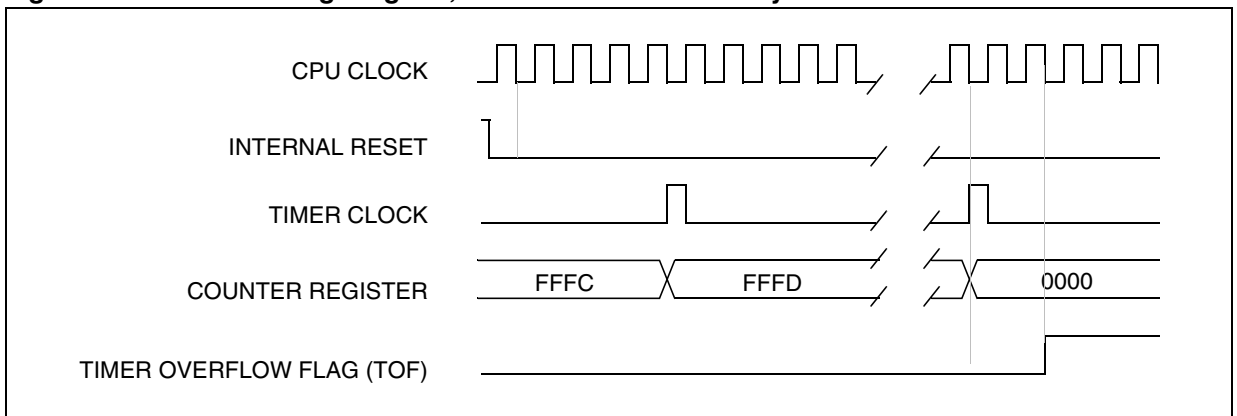 CPU CLOCK
INTERNAL RESET
TIMER CLOCK
COUNTER REGISTER FFFC FFFD 0000
TIMER OVERFLOW FLAG (TOF)